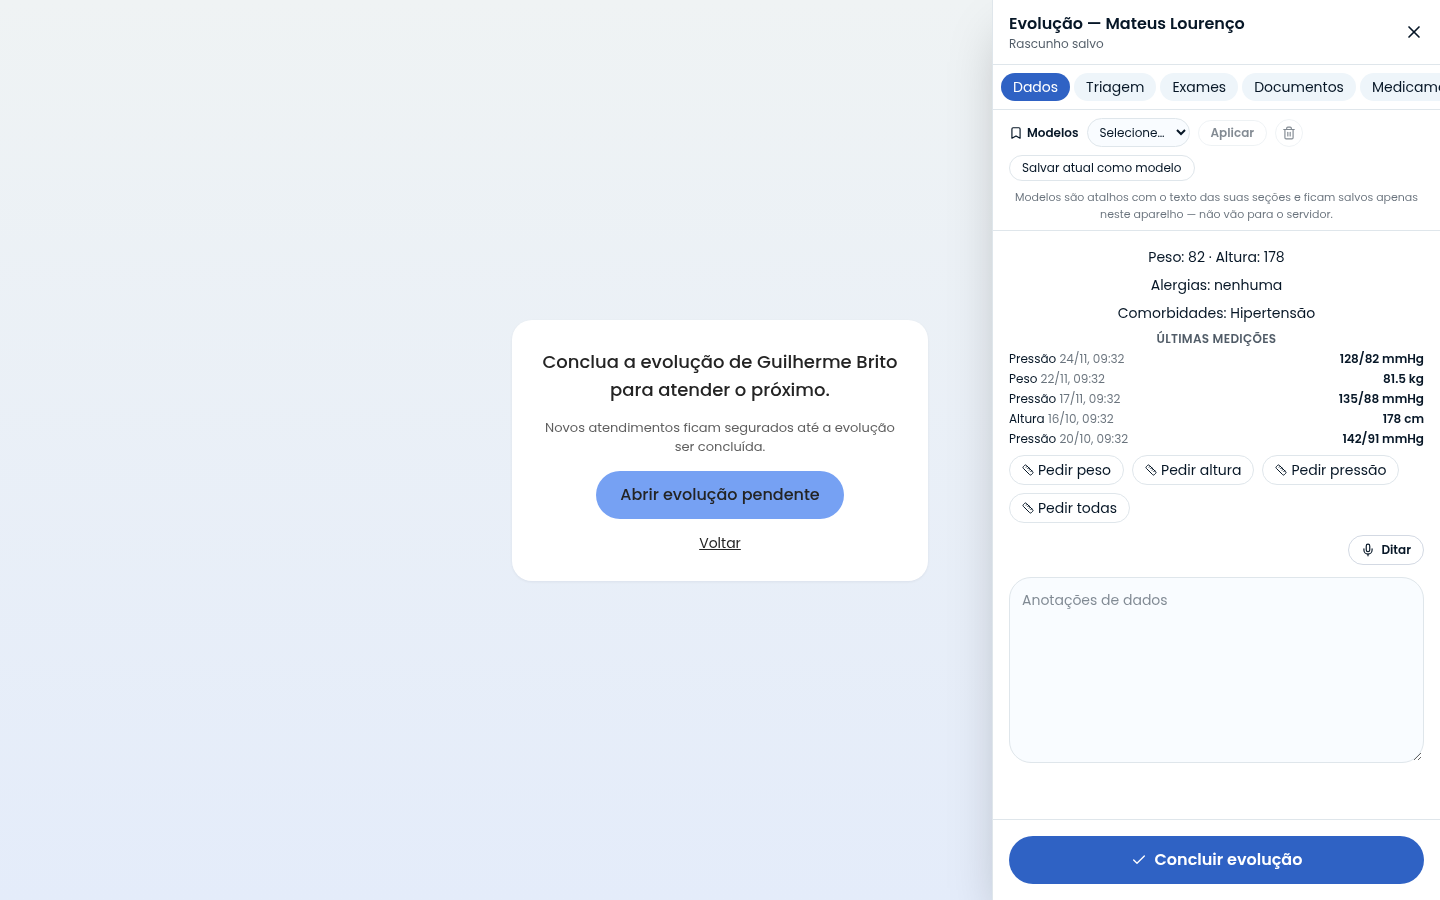 Conclua a evolução de Guilherme Brito
para atender o próximo.
Novos atendimentos ficam segurados até a evolução
ser concluída.
Abrir evolução pendente
Voltar
Evolução — Mateus Lourenço
Rascunho salvo
Dados Triagem Exames Documentos Medicame
Modelos Selecione... Aplicar
Salvar atual como modelo
Modelos são atalhos com o texto das suas seções e ficam salvos apenas
neste aparelho — não vão para o servidor.
Peso: 82 · Altura: 178
Alergias: nenhuma
Comorbidades: Hipertensão
ÚLTIMAS MEDIÇÕES
Pressão 24/11, 09:32 128/82 mmHg
Peso 22/11, 09:32 81.5 kg
Pressão 17/11, 09:32 135/88 mmHg
Altura 16/10, 09:32 178 cm
Pressão 20/10, 09:32 142/91 mmHg
Pedir peso Pedir altura Pedir pressão
Pedir todas
Ditar
Anotações de dados
Concluir evolução